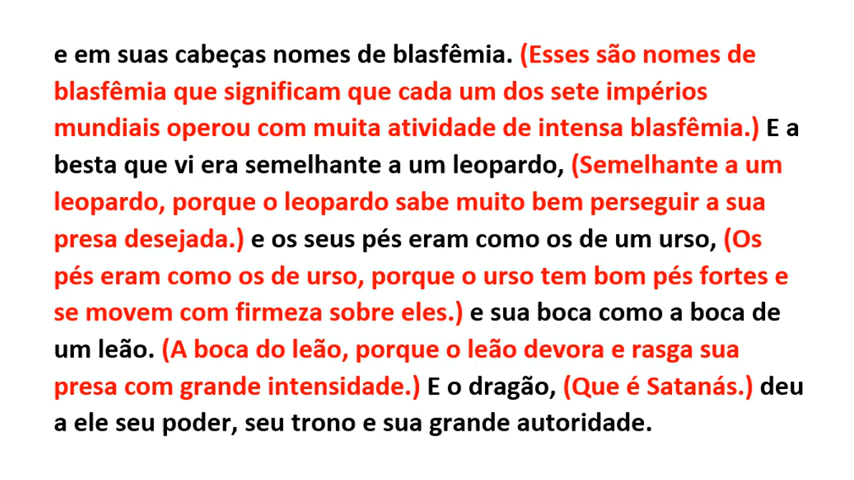 e em suas cabeças nomes de blasfêmia. (Esses são nomes de
blasfêmia que significam que cada um dos sete impérios
mundiais operou com muita atividade de intensa blasfêmia.) E a
besta que vi era semelhante a um leopardo, (Semelhante a um
leopardo, porque o leopardo sabe muito bem perseguir a sua
presa desejada.) e os seus pés eram como os de um urso, (Os
pés eram como os de urso, porque o urso tem bom pés fortes e
se movem com firmeza sobre eles.) e sua boca como a boca de
um leão. (A boca do leão, porque o leão devora e rasga sua
presa com grande intensidade.) E o dragão, (Que é Satanás.) deu
a ele seu poder, seu trono e sua grande autoridade.